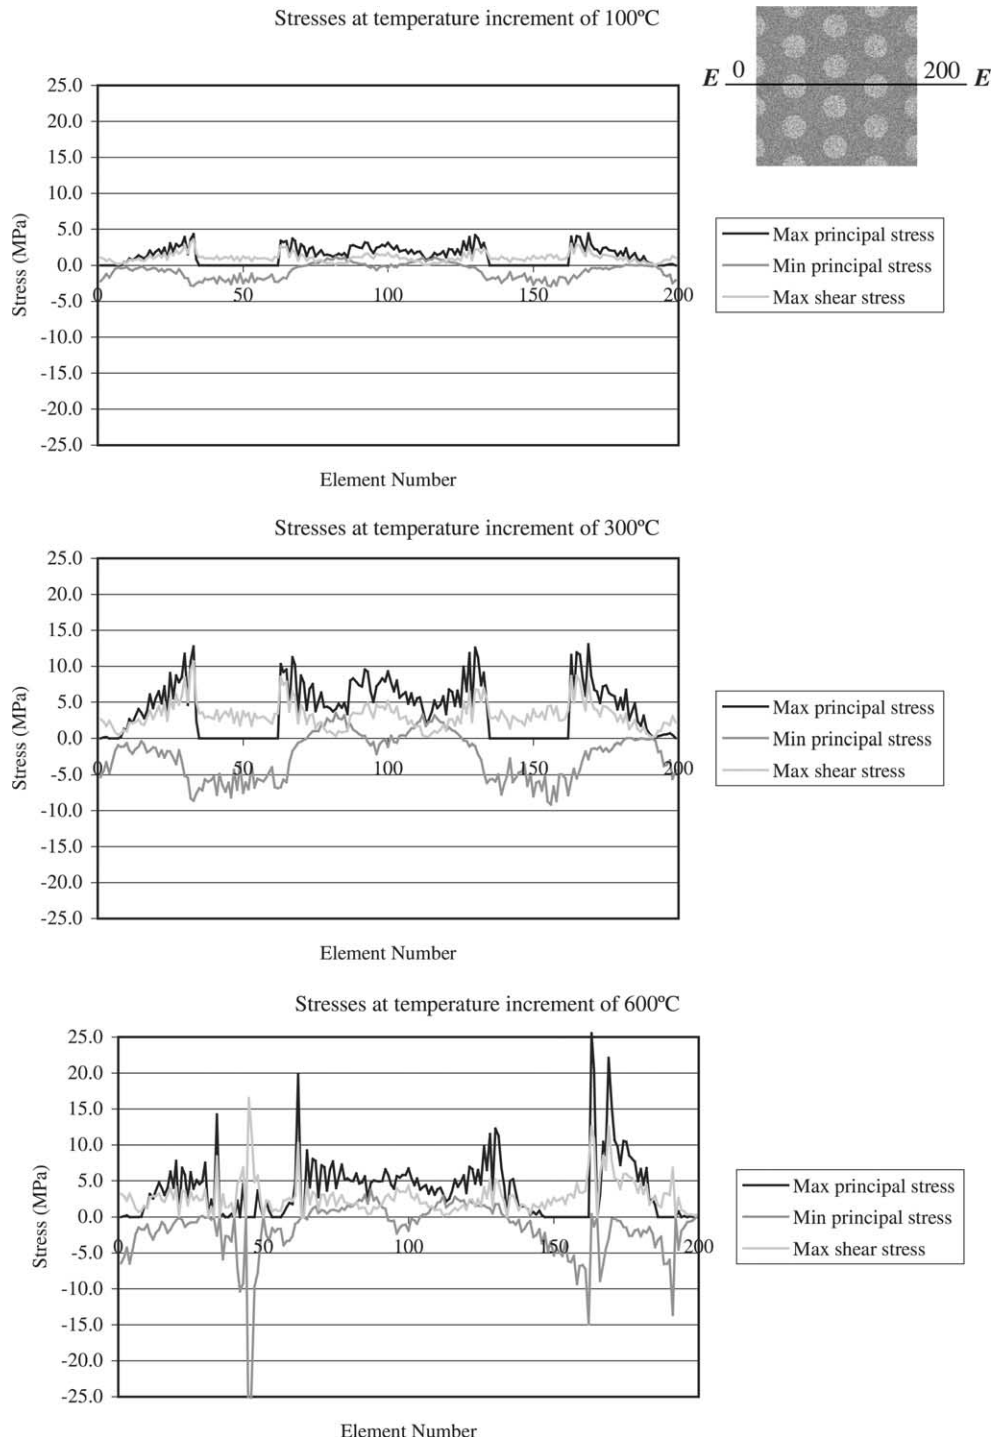 Stresses at temperature increment of 100ºC
E 0 200 E
25.0
20.0
15.0
10.0
5.0
0.0
-5.0
-10.0
-15.0
-20.0
-25.0
Stress (MPa)
0 50 100 150 200
Element Number
Max principal stress
Min principal stress
Max shear stress
Stresses at temperature increment of 300ºC
25.0
20.0
15.0
10.0
5.0
0.0
-5.0
-10.0
-15.0
-20.0
-25.0
Stress (MPa)
0 50 100 150 200
Element Number
Max principal stress
Min principal stress
Max shear stress
Stresses at temperature increment of 600ºC
25.0
20.0
15.0
10.0
5.0
0.0
-5.0
-10.0
-15.0
-20.0
-25.0
Stress (MPa)
0 50 100 150 200
Element Number
Max principal stress
Min principal stress
Max shear stress